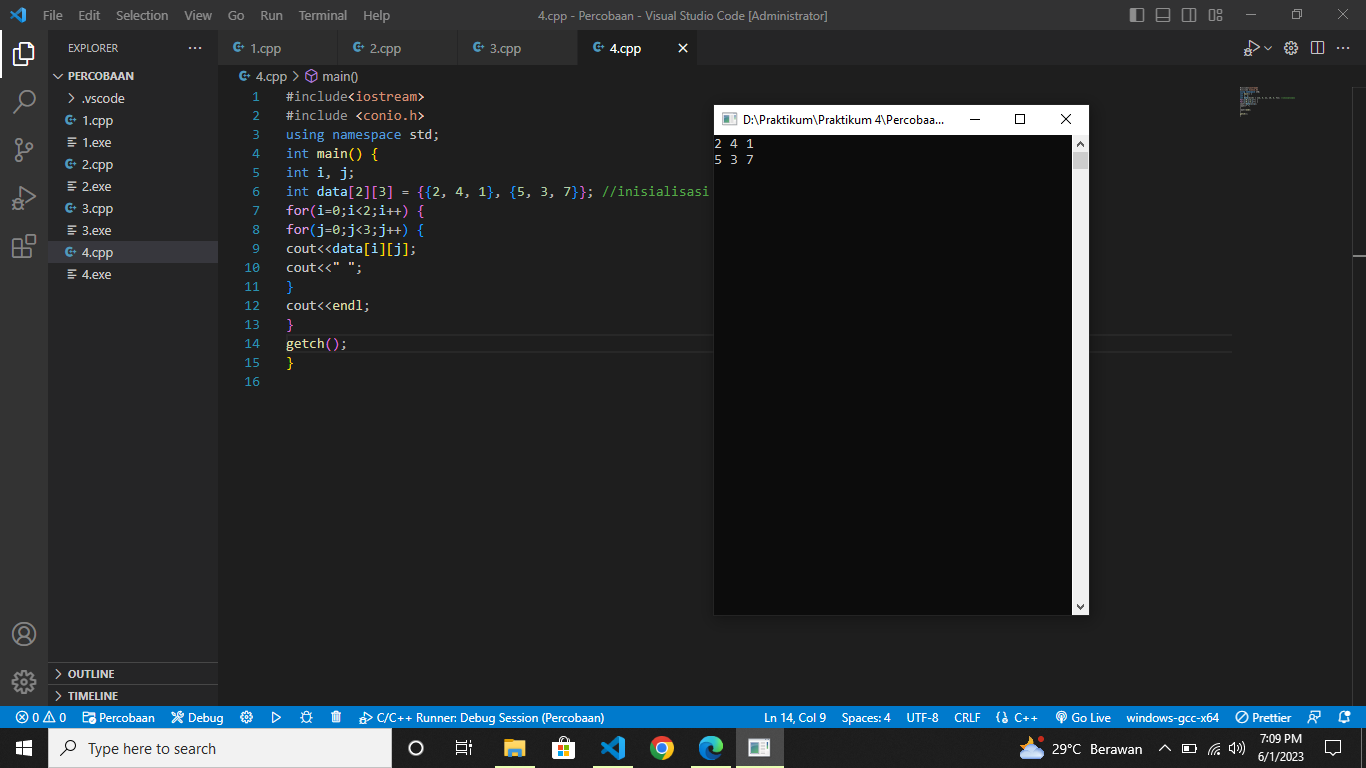 File Edit Selection View Go Run Terminal Help
4.cpp - Percobaan - Visual Studio Code [Administrator]
EXPLORER
PERCOBAAN
.vscode
1.cpp
1.exe
2.cpp
2.exe
3.cpp
3.exe
4.cpp
4.exe
OUTLINE
TIMELINE
1.cpp 2.cpp 3.cpp 4.cpp
4.cpp > main()
1 #include<iostream>
2 #include <conio.h>
3 using namespace std;
4 int main() {
5 int i, j;
6 int data[2][3] = {{2, 4, 1}, {5, 3, 7}}; //inisialisasi
7 for(i=0;i<2;i++) {
8 for(j=0;j<3;j++) {
9 cout<<data[i][j];
10 cout<<" ";
11 }
12 cout<<endl;
13 }
14 getch();
15 }
16
D:\Praktikum\Praktikum 4\Percobaa...
2 4 1
5 3 7
0 0 Percobaan Debug C/C++ Runner: Debug Session (Percobaan) Ln 14, Col 9 Spaces: 4 UTF-8 CRLF {} C++ Go Live windows-gcc-x64 Prettier
Type here to search
29°C Berawan
7:09 PM
6/1/2023